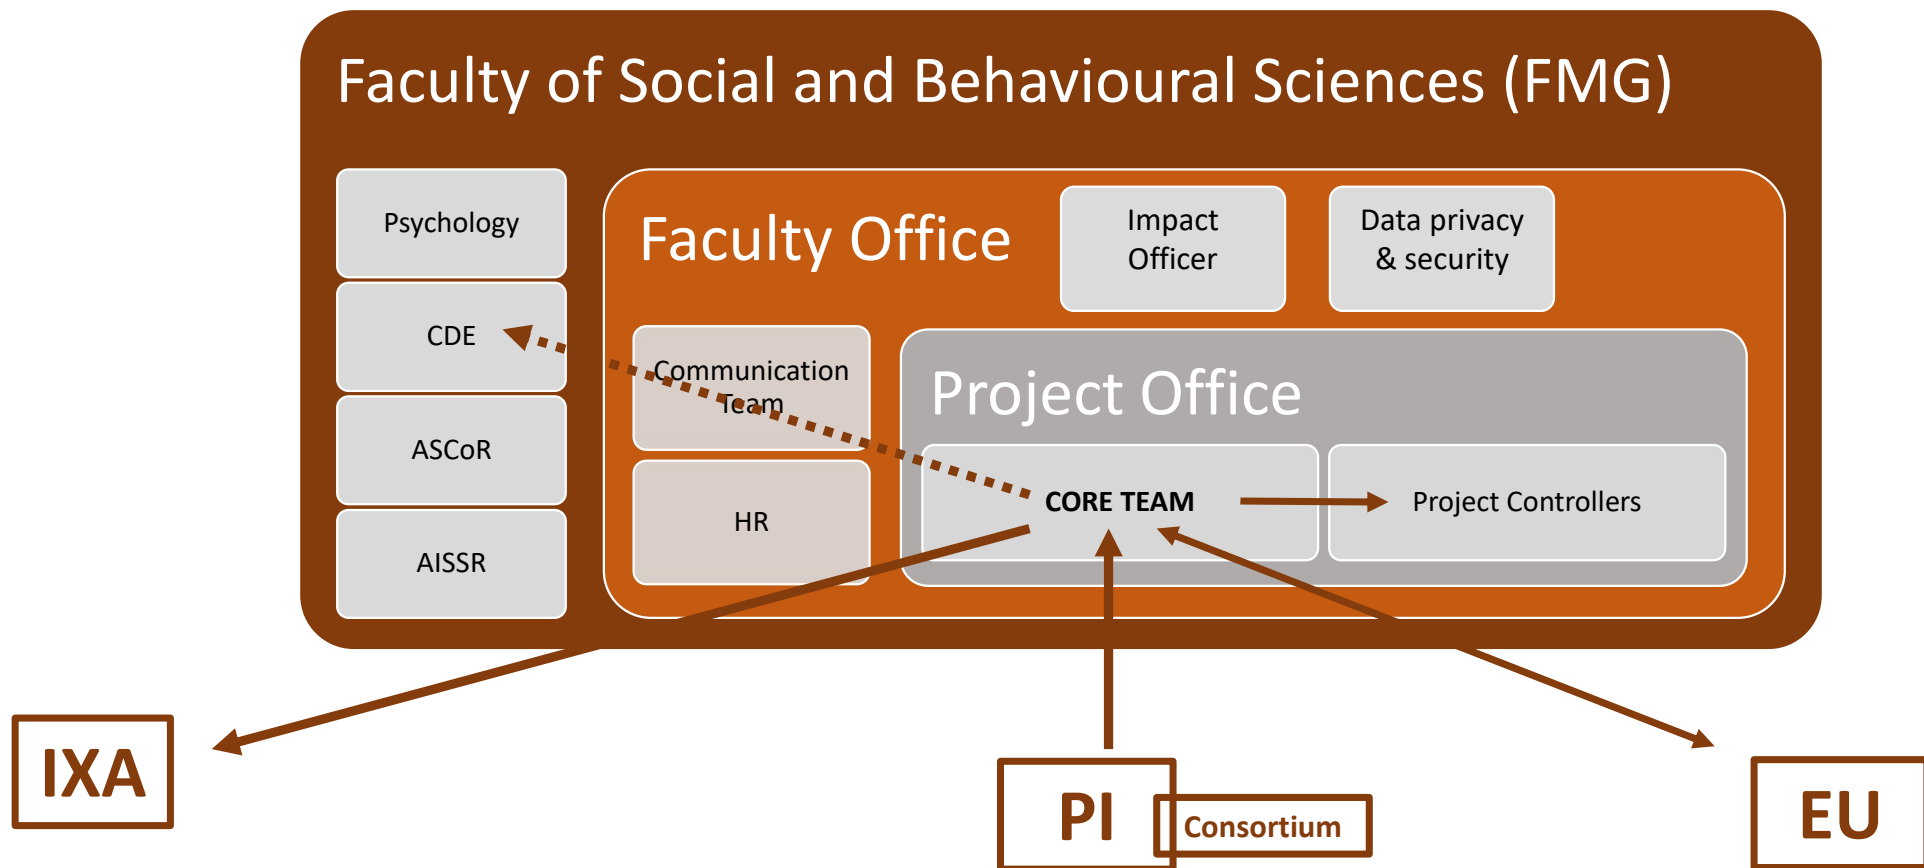 Faculty of Social and Behavioural Sciences (FMG)
Psychology
CDE
ASCoR
AISSR
Faculty Office
Impact
Officer
Data privacy
& security
Communication
Team
HR
Project Office
CORE TEAM
Project Controllers
IXA
PI
Consortium
EU